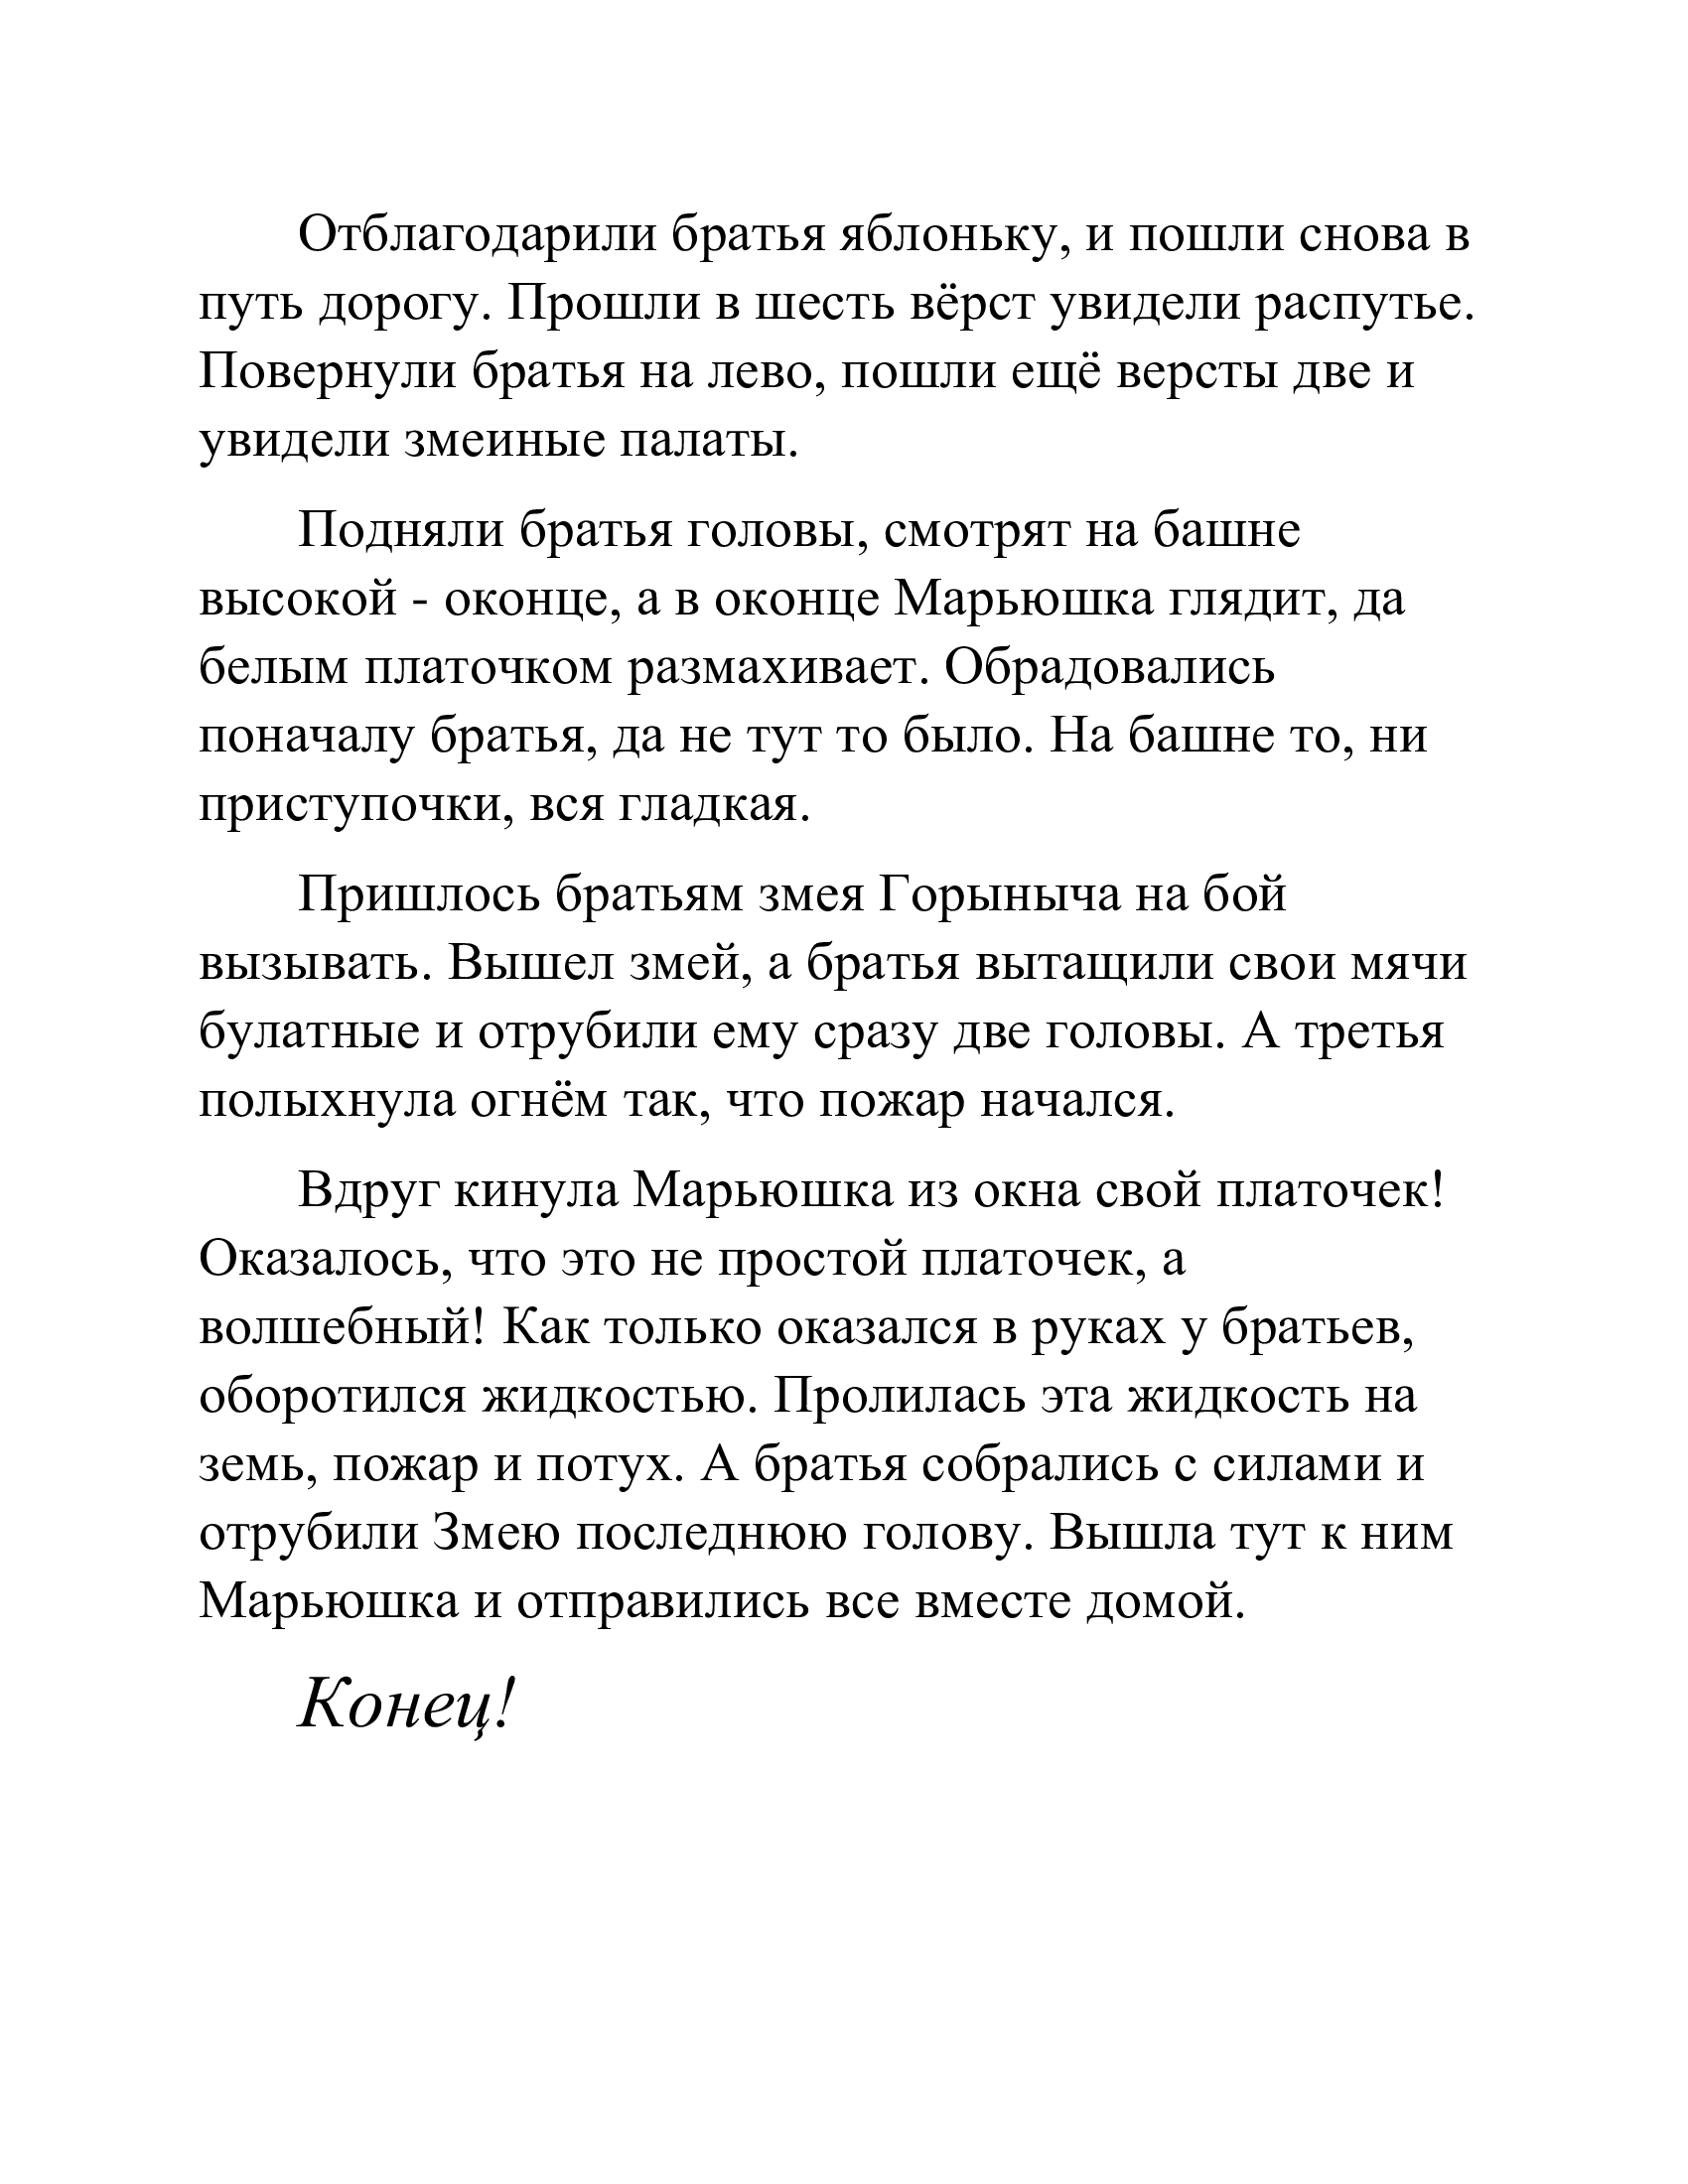 Отблагодарили братья яблоньку, и пошли снова в
путь дорогу. Прошли в шесть вёрст увидели распутье.
Повернули братья на лево, пошли ещё версты две и
увидели змеиные палаты.
Подняли братья головы, смотрят на башне
высокой - оконце, а в оконце Марьюшка глядит, да
белым платочком размахивает. Обрадовались
поначалу братья, да не тут то было. На башне то, ни
приступочки, вся гладкая.
Пришлось братьям змея Горыныча на бой
вызывать. Вышел змей, а братья вытащили свои мячи
булатные и отрубили ему сразу две головы. А третья
полыхнула огнём так, что пожар начался.
Вдруг кинула Марьюшка из окна свой платочек!
Оказалось, что это не простой платочек, а
волшебный! Как только оказался в руках у братьев,
оборотился жидкостью. Пролилась эта жидкость на
земь, пожар и потух. А братья собрались с силами и
отрубили Змею последнюю голову. Вышла тут к ним
Марьюшка и отправились все вместе домой.
Конец!